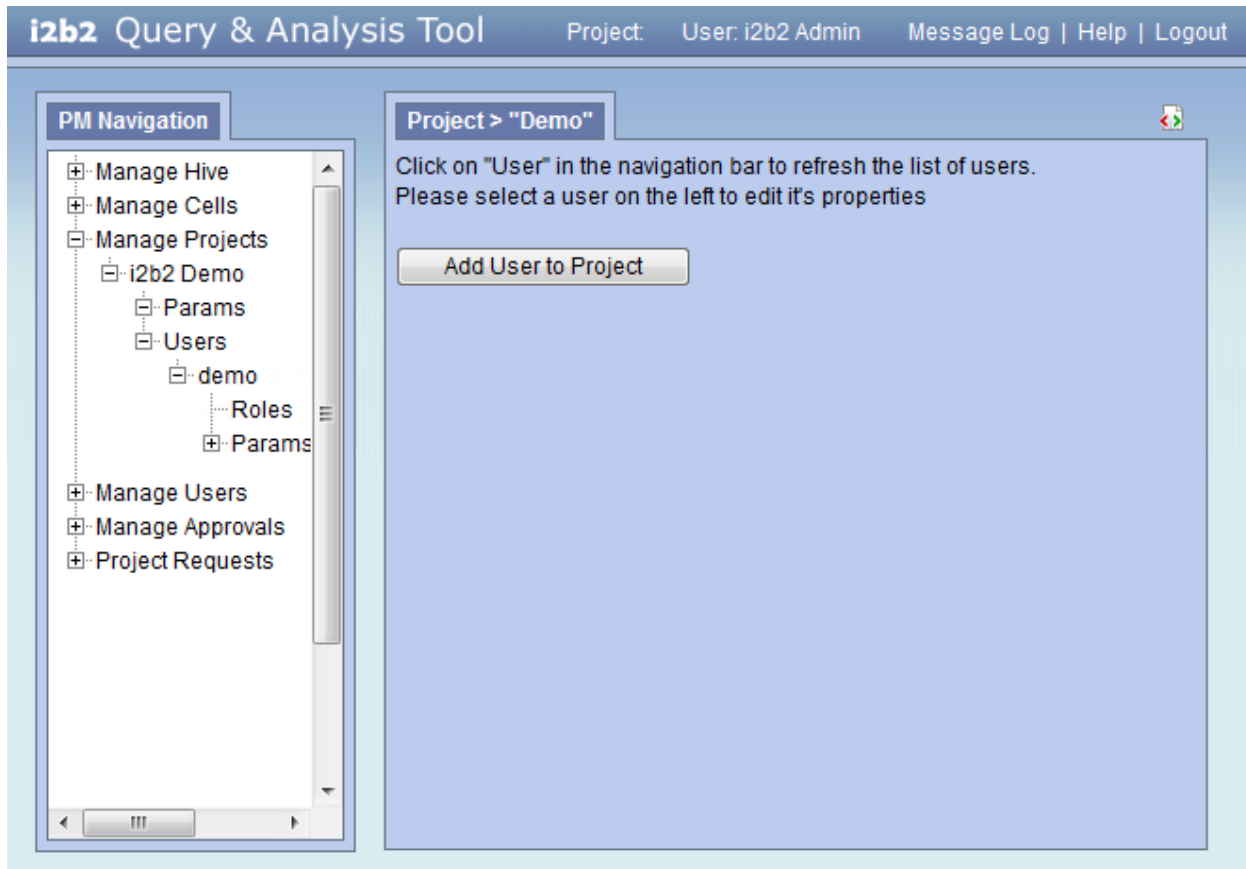 i2b2 Query & Analysis Tool Project: User: i2b2 Admin Message Log | Help | Logout
PM Navigation
Manage Hive
Manage Cells
Manage Projects
i2b2 Demo
Params
Users
demo
Roles
Params
Manage Users
Manage Approvals
Project Requests
Project > "Demo"
Click on "User" in the navigation bar to refresh the list of users.
Please select a user on the left to edit it's properties
Add User to Project